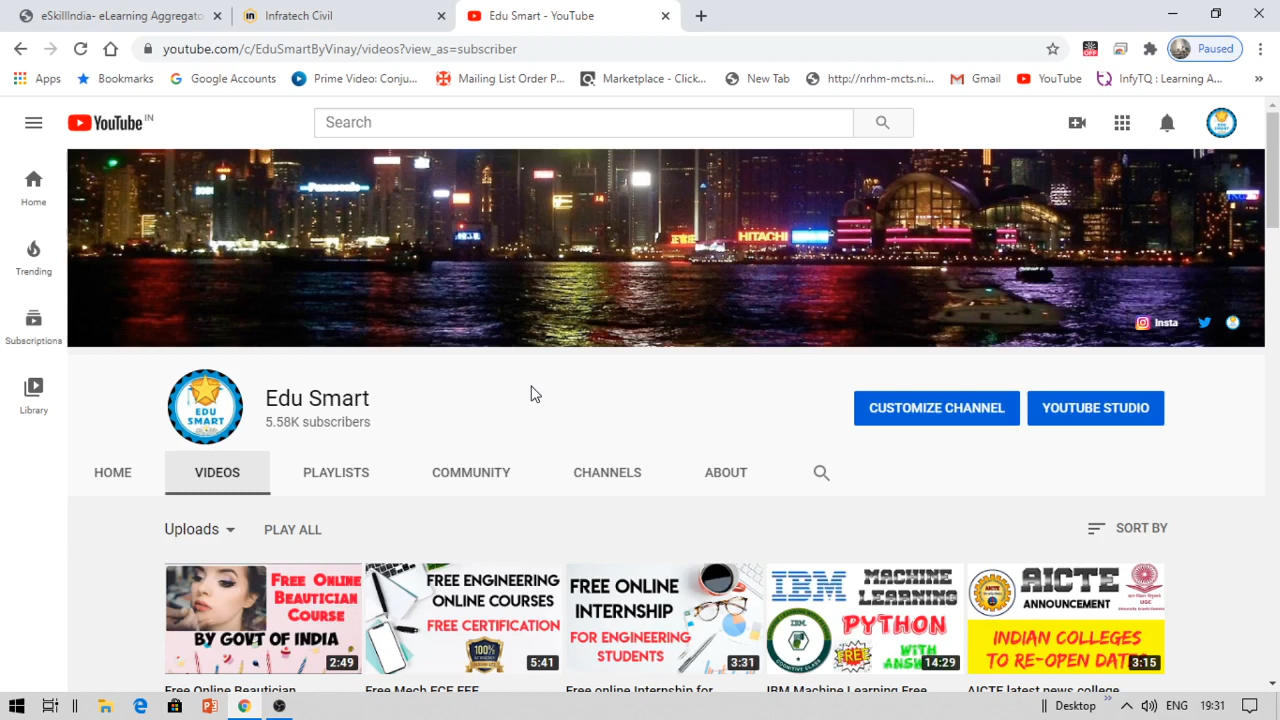 eSkillIndia- eLearning Aggregato
Infratech Civil
Edu Smart - YouTube
youtube.com/c/EduSmartByVinay/videos?view_as=subscriber
Paused
Apps
Bookmarks
Google Accounts
Prime Video: Conju...
Mailing List Order P...
Marketplace - Click...
New Tab
http://nrhm-mcts.ni...
Gmail
YouTube
InfyTQ : Learning A...
»
YouTube IN
Search
Home
Trending
Subscriptions
Library
Panasonic
HITACHI
Insta
EDU
SMART
Edu Smart
5.58K subscribers
CUSTOMIZE CHANNEL
YOUTUBE STUDIO
HOME
VIDEOS
PLAYLISTS
COMMUNITY
CHANNELS
ABOUT
Uploads
PLAY ALL
SORT BY
FREE ONLINE
BEAUTICIAN
COURSE
BY GOVT OF INDIA
2:49
FREE ENGINEERING
ONLINE COURSES
FREE CERTIFICATION
100%
5:41
FREE ONLINE
INTERNSHIP
FOR ENGINEERING
STUDENTS
3:31
IBM
MACHINE
LEARNING
PYTHON
FREE
WITH
ANSW
14:29
AICTE
ANNOUNCEMENT
UGC
INDIAN COLLEGES
TO RE-OPEN DATES
3:15
Free Online Beautician
Free Mech ECE EEE
Free online Internship for
IBM Machine Learning Free
AICTE latest news college
Desktop
»
ENG
19:31